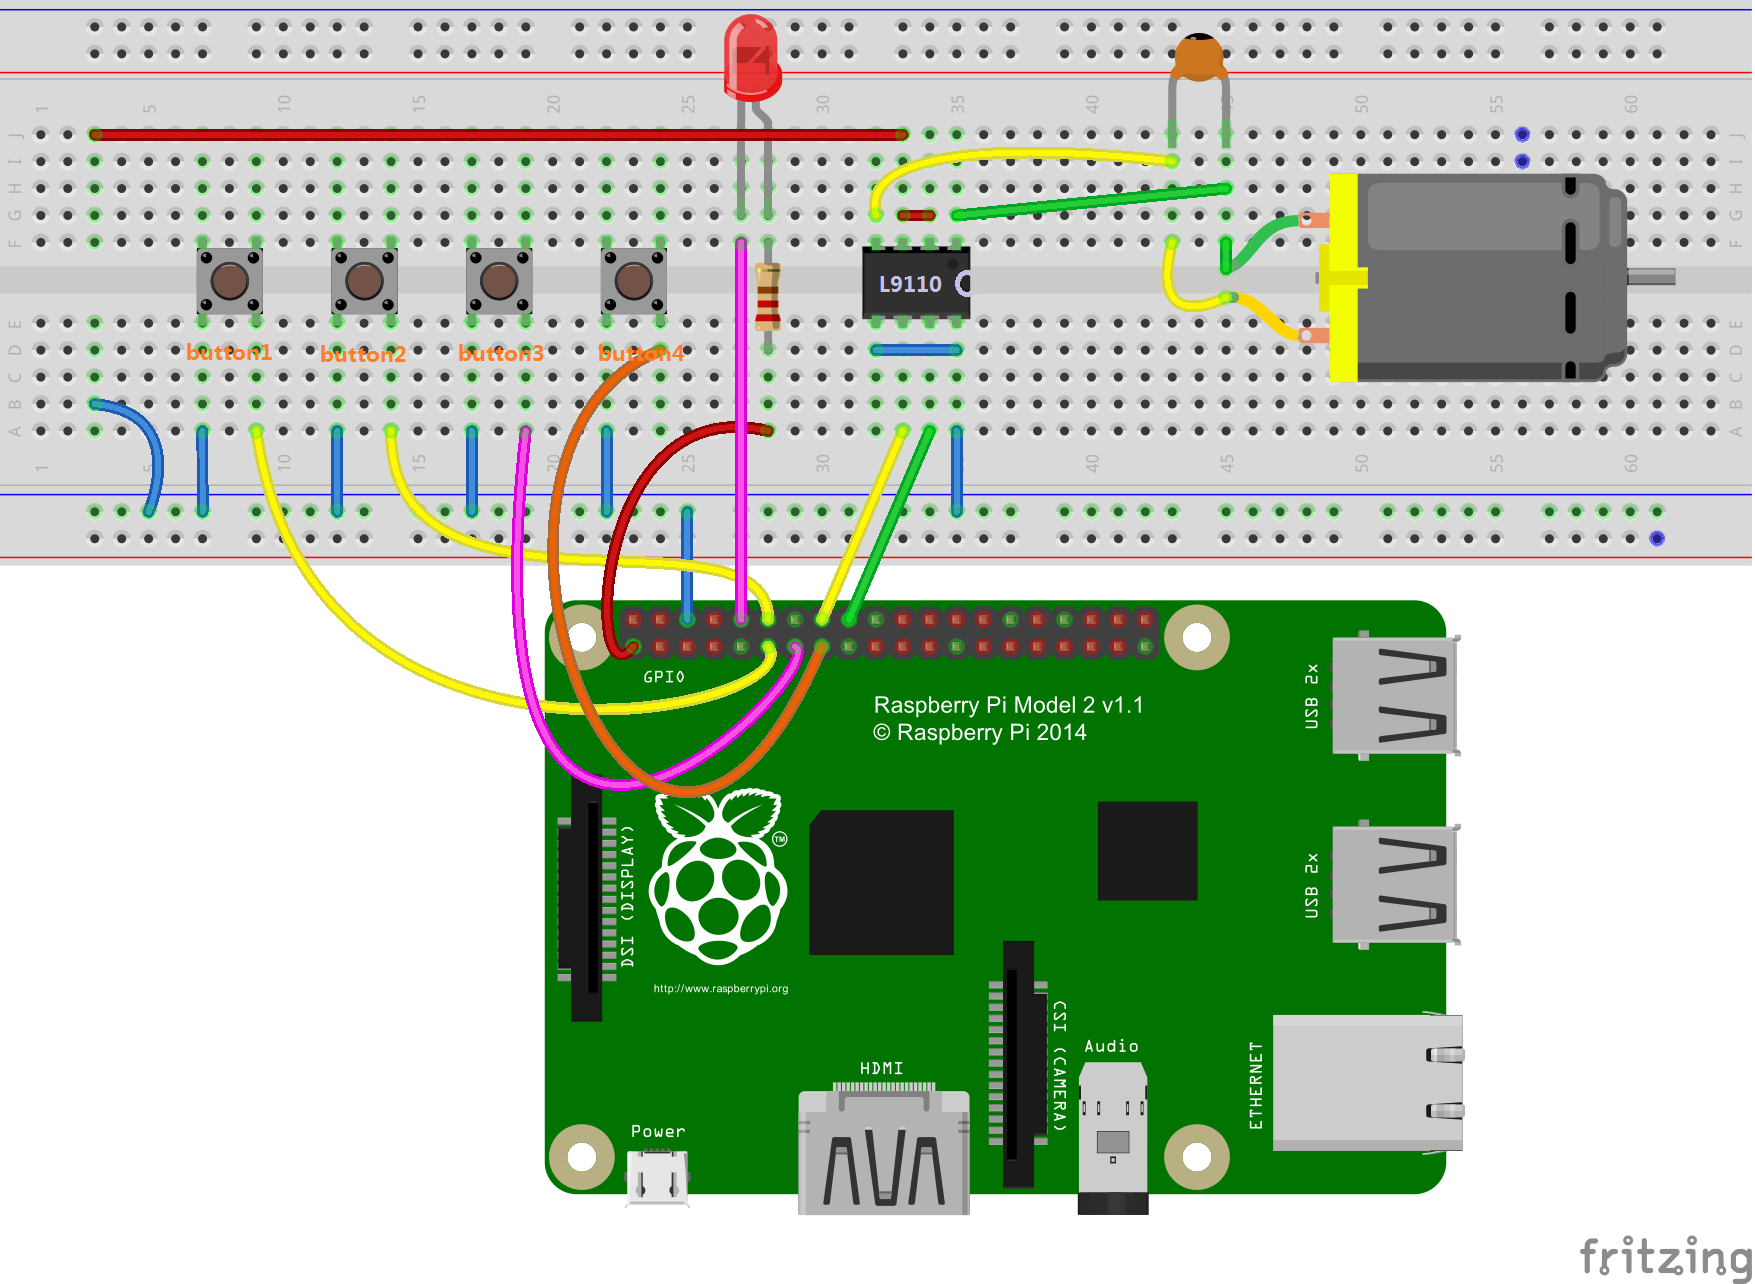 1 5 10 15 20 25 30 35 40 45 50 55 60
J J
I I
H H
G G
F F
L9110
E E
D D
button1 button2 button3 button4
C C
B B
A A
1 5 10 15 20 25 30 35 40 45 50 55 60
GPIO
Raspberry Pi Model 2 v1.1
© Raspberry Pi 2014
USB 2x
USB 2x
DSI (DISPLAY)
TM
http://www.raspberrypi.org
CSI (CAMERA)
Audio
ETHERNET
HDMI
Power
fritzing